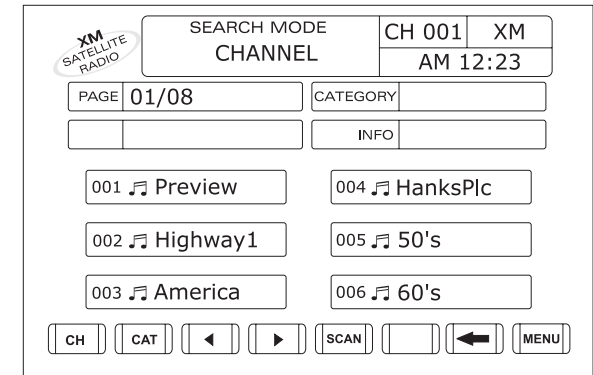 XM
SATELLITE
RADIO
SEARCH MODE
CHANNEL
CH 001 XM
AM 12:23
PAGE 01/08
CATEGORY
INFO
001 ♫ Preview
004 ♫ HanksPlc
002 ♫ Highway1
005 ♫ 50's
003 ♫ America
006 ♫ 60's
CH CAT ◀ ▶ SCAN ⬅ MENU